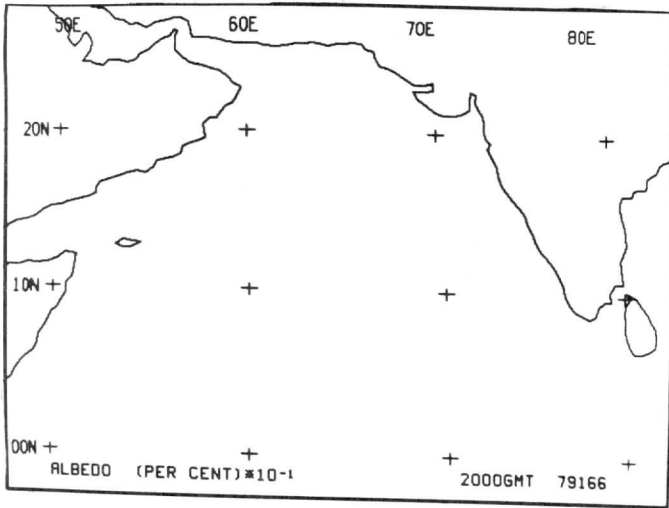 50E 60E 70E 80E
20N
10N
00N
ALBEDO (PER CENT)*10-1 2000GMT 79166